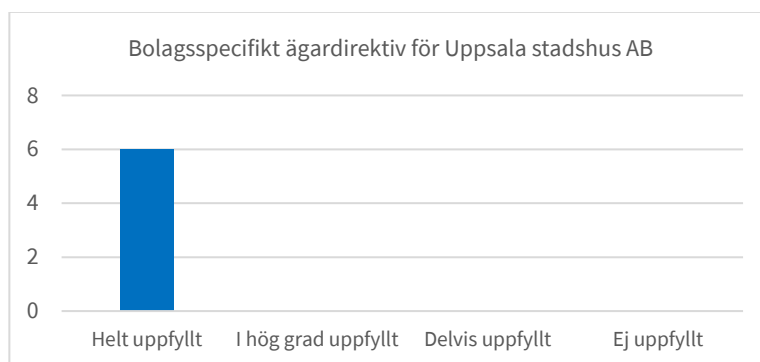 Bolagsspecifikt ägardirektiv för Uppsala stadshus AB
8
6
4
2
0
Helt uppfyllt I hög grad uppfyllt Delvis uppfyllt Ej uppfyllt